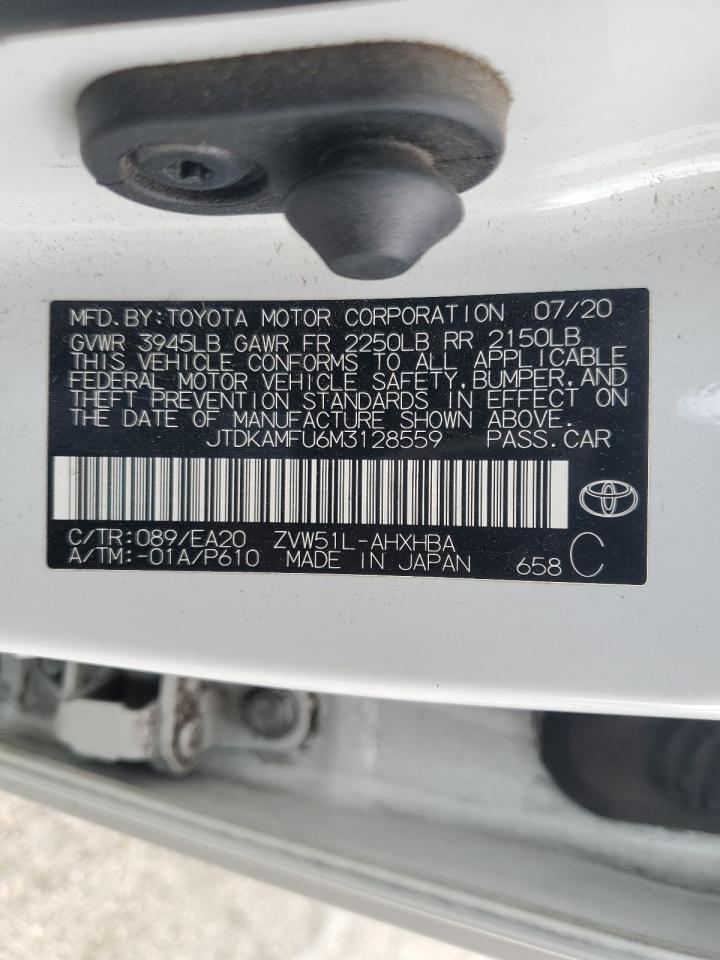 MFD.BY:TOYOTA MOTOR CORPORATION 07/20
GVWR 3945LB GAWR FR 2250LB RR 2150LB
THIS VEHICLE CONFORMS TO ALL APPLICABLE
FEDERAL MOTOR VEHICLE SAFETY,BUMPER,AND
THEFT PREVENTION STANDARDS IN EFFECT ON
THE DATE OF MANUFACTURE SHOWN ABOVE.
JTDKAMFU6M3128559 PASS.CAR
C/TR:089/EA20 ZVW51L-AHXHBA
A/TM:-01A/P610 MADE IN JAPAN 658 C